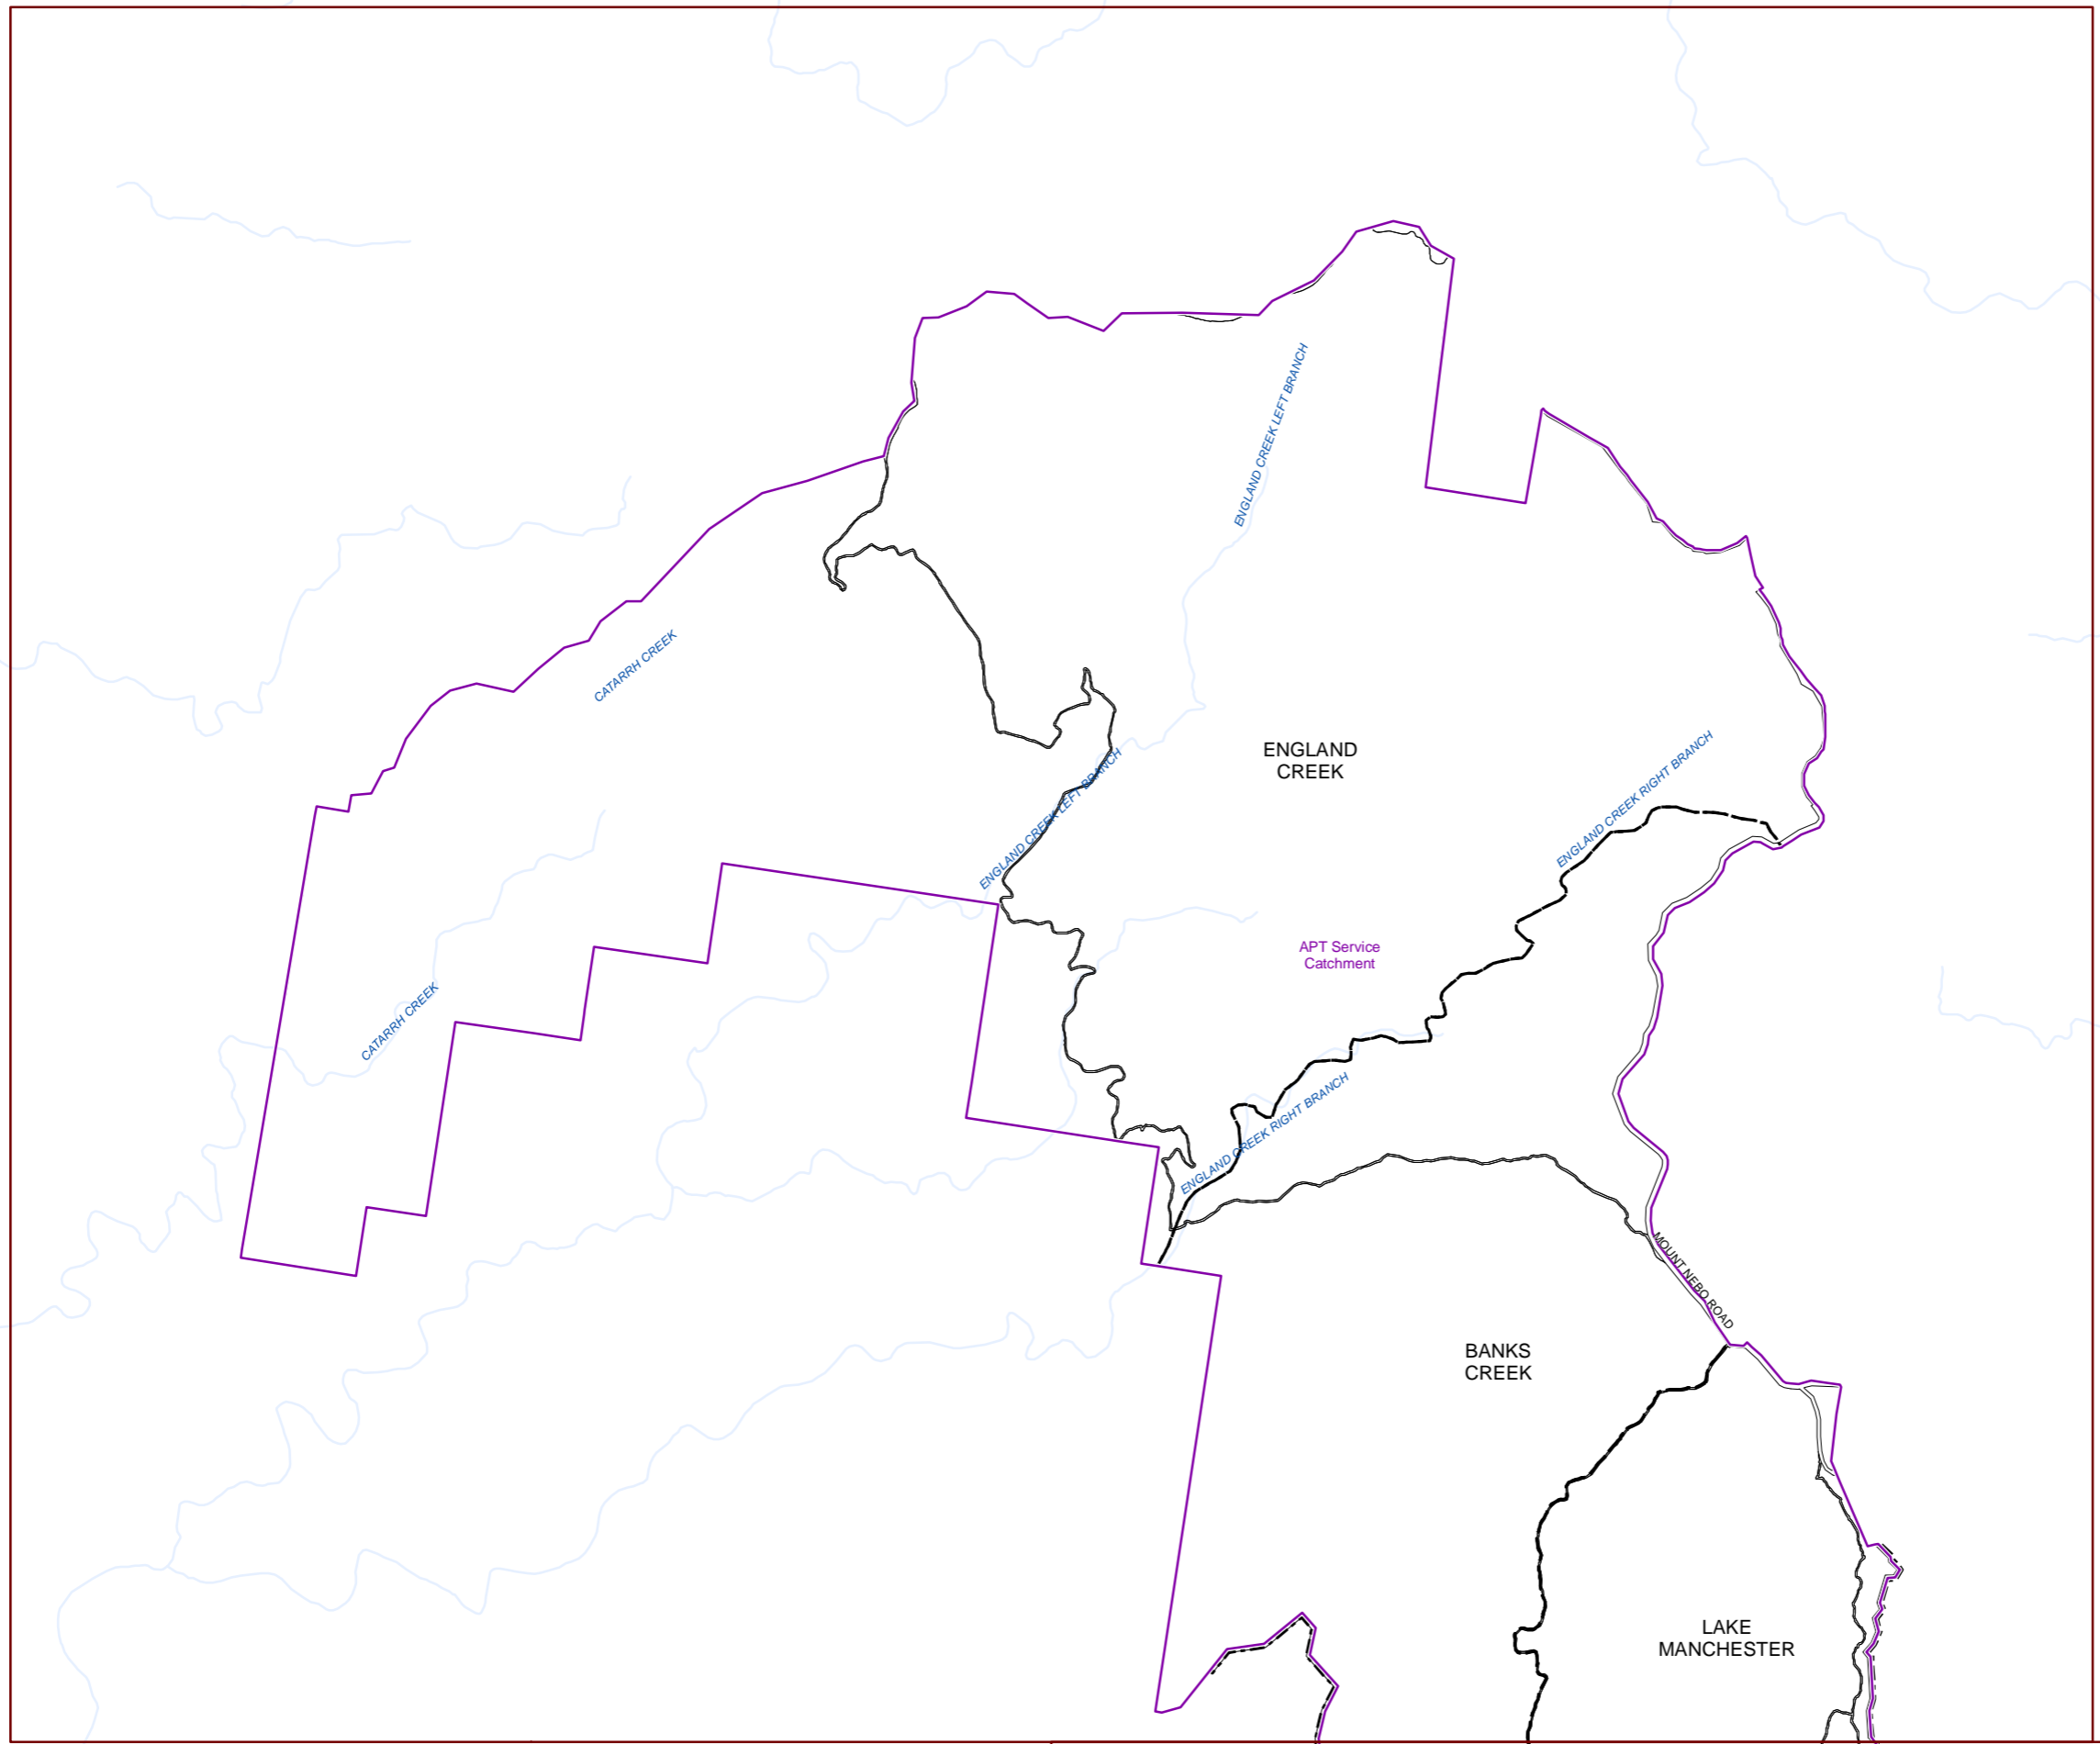 ENGLAND CREEK LEFT BRANCH
CATARRH CREEK
ENGLAND
CREEK
ENGLAND CREEK RIGHT BRANCH
ENGLAND CREEK LEFT BRANCH
APT Service
Catchment
CATARRH CREEK
ENGLAND CREEK RIGHT BRANCH
MOUNT NEBO ROAD
BANKS
CREEK
LAKE
MANCHESTER